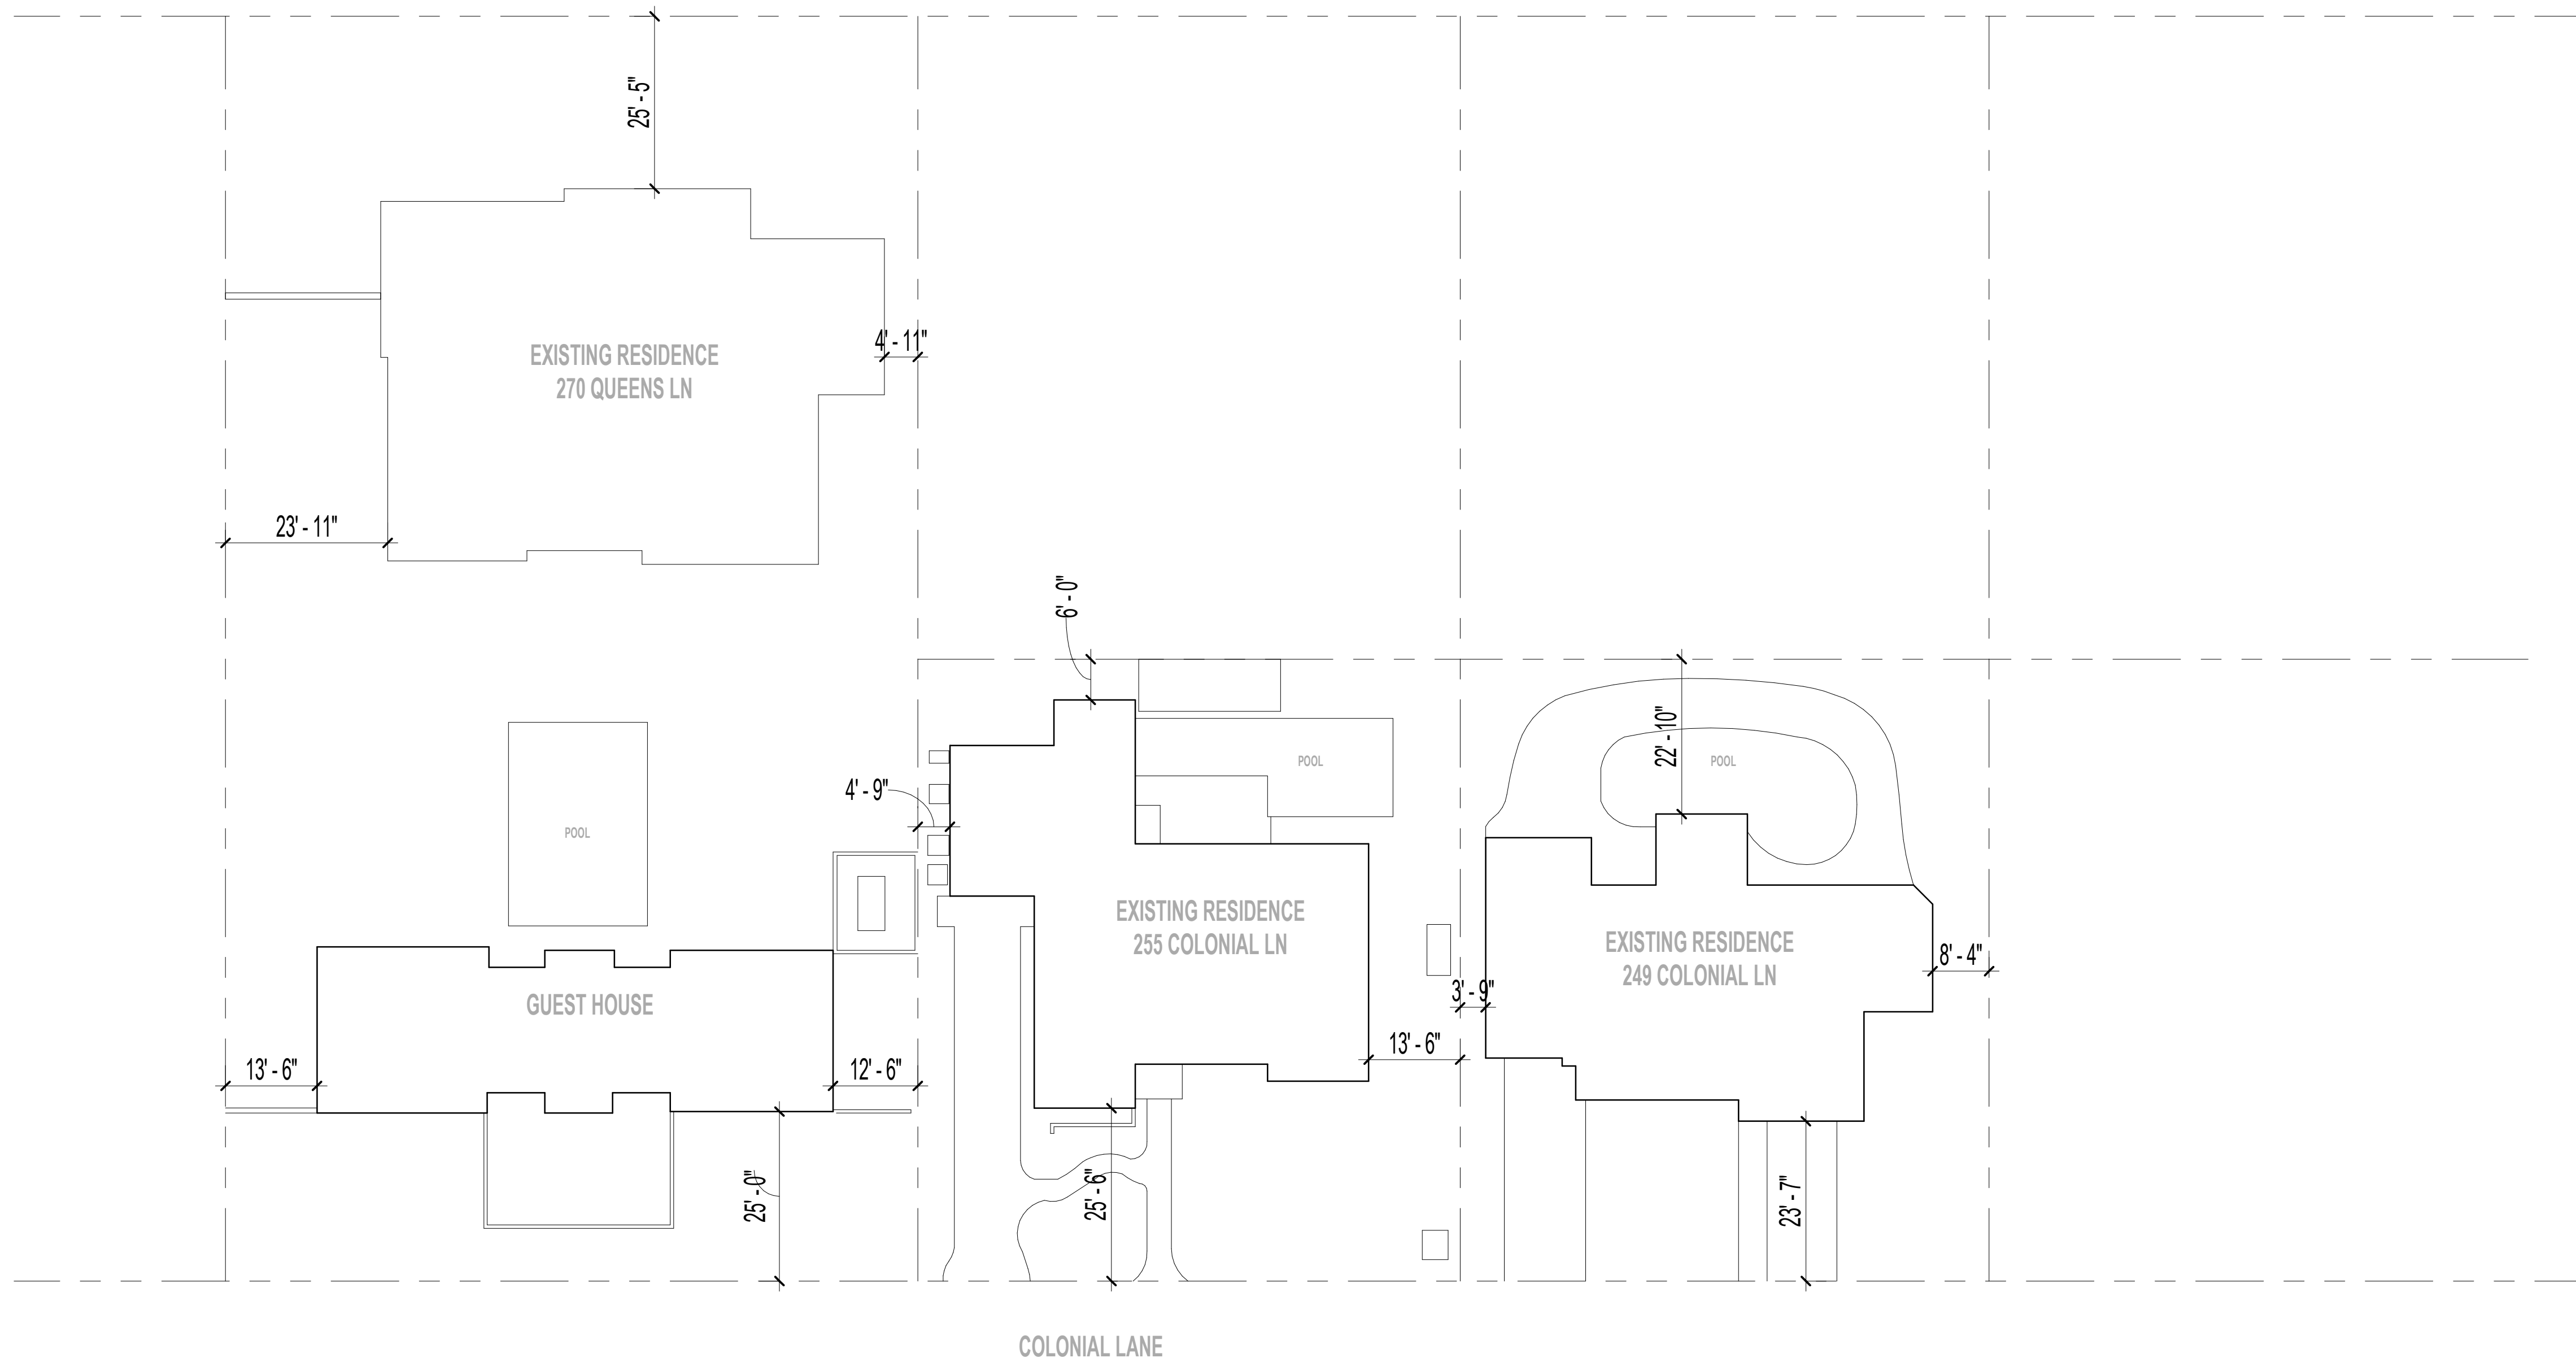 25' - 5"
EXISTING RESIDENCE
270 QUEENS LN
4' - 11"
23' - 11"
6' - 0"
22' - 10"
POOL
POOL
4' - 9"
POOL
EXISTING RESIDENCE
255 COLONIAL LN
EXISTING RESIDENCE
249 COLONIAL LN
8' - 4"
3' - 9"
GUEST HOUSE
13' - 6"
13' - 6"
12' - 6"
25' - 0"
25' - 6"
23' - 7"
COLONIAL LANE